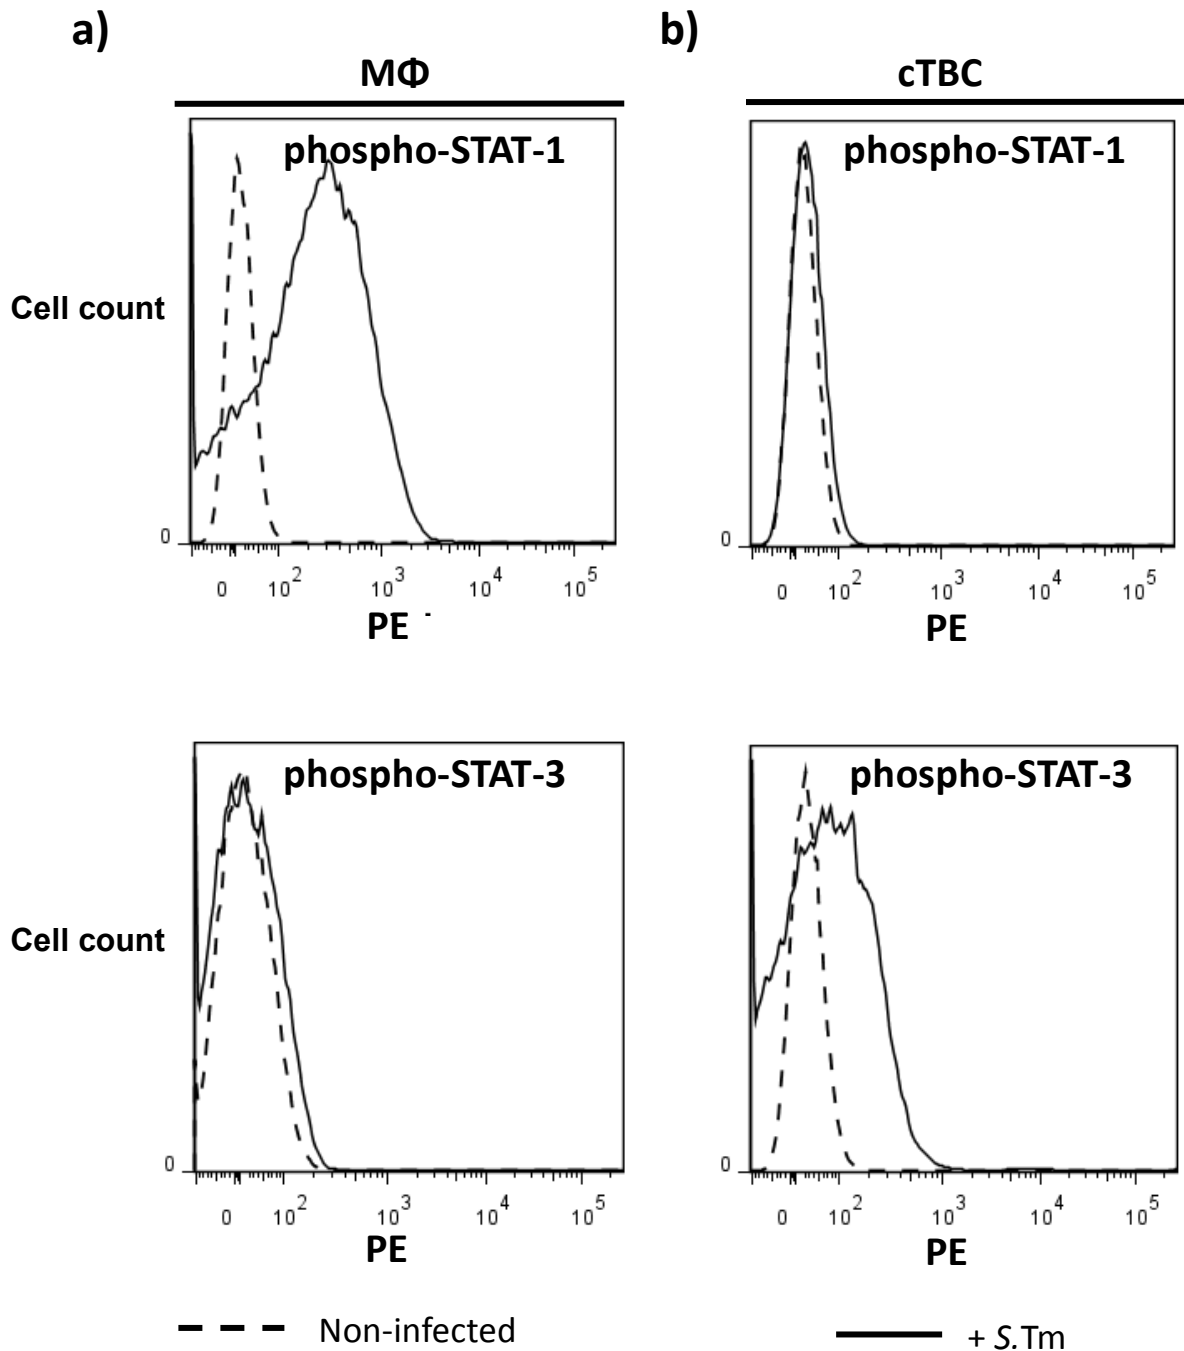 a)
b)
MΦ
cTBC
phospho-STAT-1
phospho-STAT-1
Cell count
0
0
0 10² 10³ 10⁴ 10⁵
0 10² 10³ 10⁴ 10⁵
PE
PE
phospho-STAT-3
phospho-STAT-3
Cell count
0
0
0 10² 10³ 10⁴ 10⁵
0 10² 10³ 10⁴ 10⁵
PE
PE
Non-infected
+ S.Tm